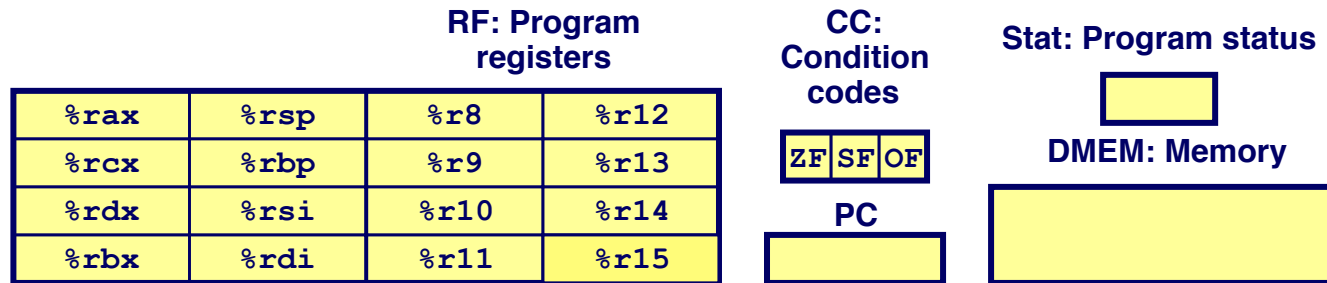 RF: Program
registers
%rax %rsp %r8 %r12
%rcx %rbp %r9 %r13
%rdx %rsi %r10 %r14
%rbx %rdi %r11 %r15
CC:
Condition
codes
ZF SF OF
PC
Stat: Program status
DMEM: Memory